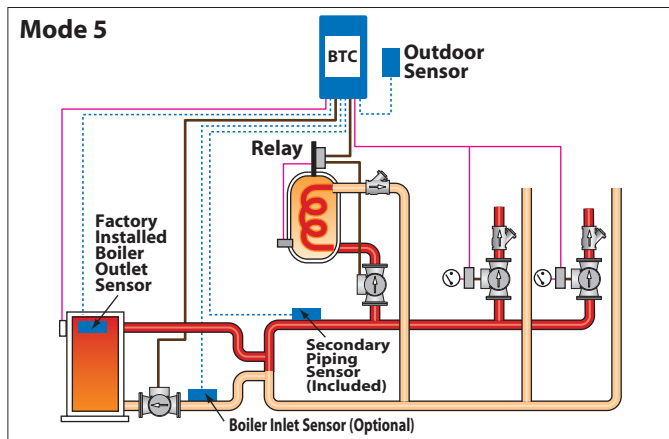 Mode 5
BTC
Outdoor
Sensor
Relay
Factory
Installed
Boiler
Outlet
Sensor
Secondary
Piping
Sensor
(Included)
Boiler Inlet Sensor (Optional)